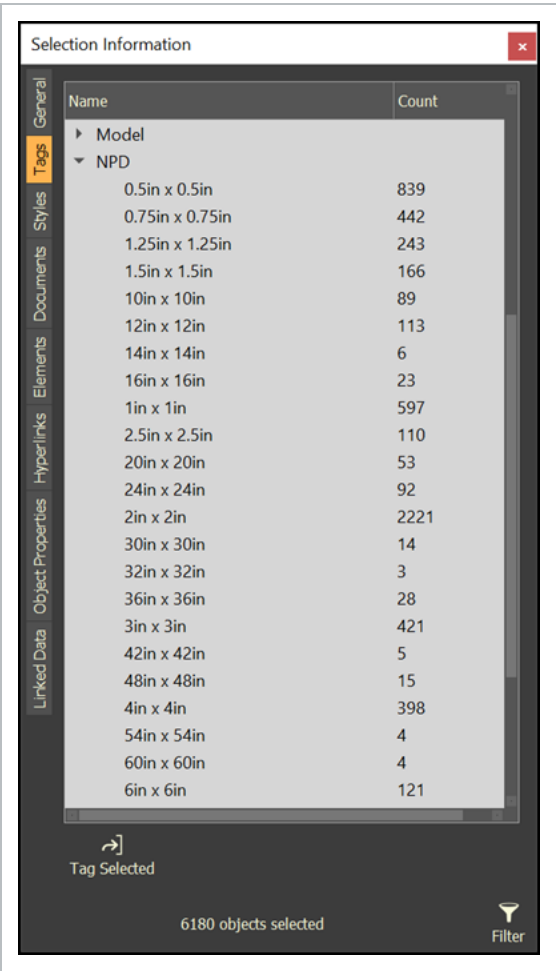 Selection Information
General
Tags
Styles
Documents
Elements
Hyperlinks
Object Properties
Linked Data
Name Count
Model
NPD
0.5in x 0.5in 839
0.75in x 0.75in 442
1.25in x 1.25in 243
1.5in x 1.5in 166
10in x 10in 89
12in x 12in 113
14in x 14in 6
16in x 16in 23
1in x 1in 597
2.5in x 2.5in 110
20in x 20in 53
24in x 24in 92
2in x 2in 2221
30in x 30in 14
32in x 32in 3
36in x 36in 28
3in x 3in 421
42in x 42in 5
48in x 48in 15
4in x 4in 398
54in x 54in 4
60in x 60in 4
6in x 6in 121
Tag Selected
6180 objects selected
Filter